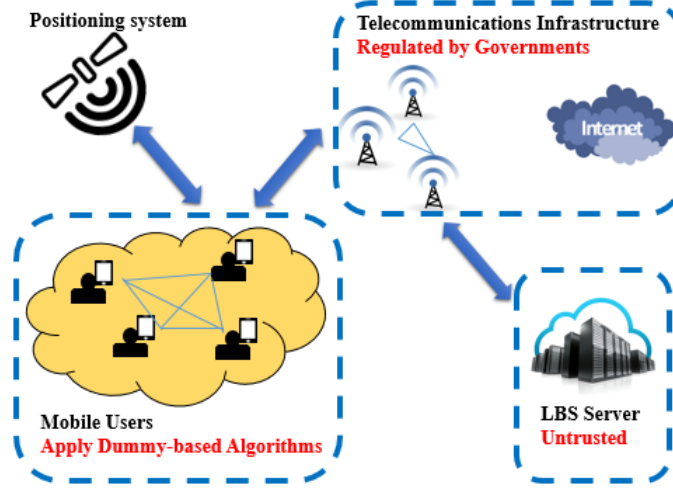 Positioning system
Telecommunications Infrastructure
Regulated by Governments
Internet
Mobile Users
Apply Dummy-based Algorithms
LBS Server
Untrusted